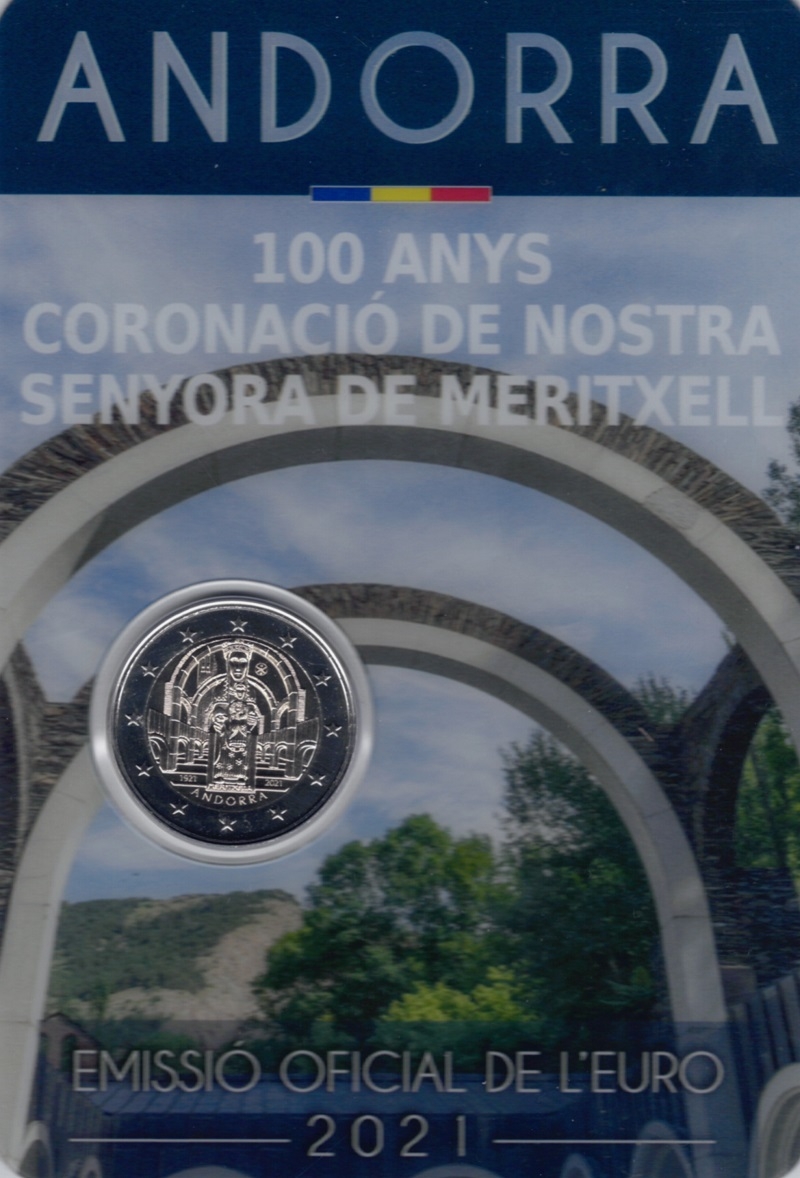 ANDORRA
100 ANYS
CORONACIÓ DE NOSTRA
SENYORA DE MERITXELL
1921
2021
ANDORRA
EMISSIÓ OFICIAL DE L'EURO
2021